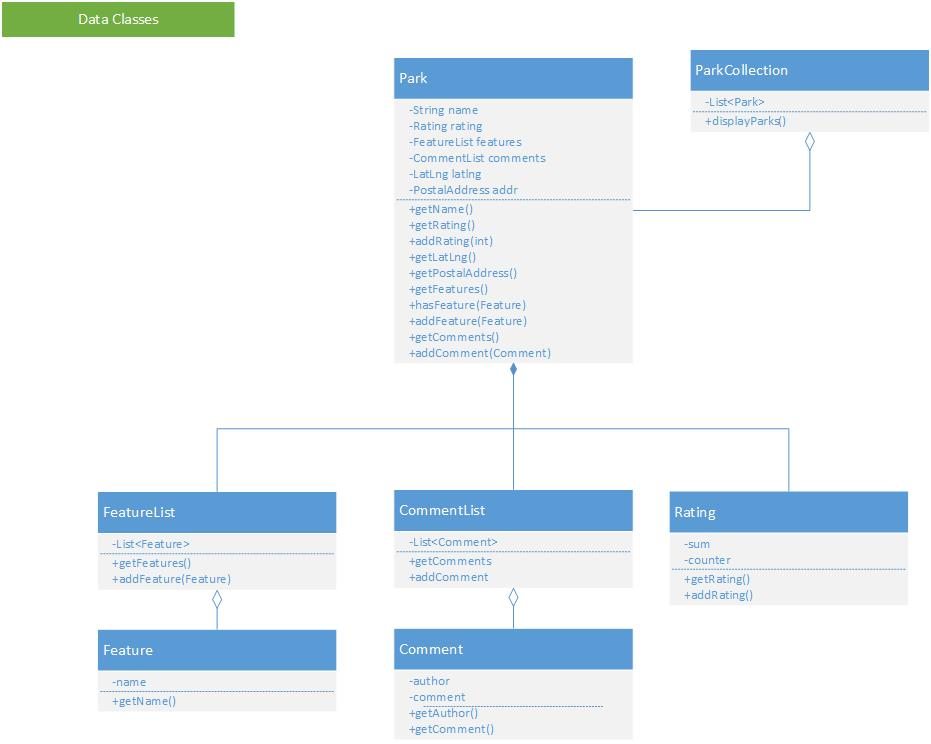 Data Classes
Park
-String name
-Rating rating
-FeatureList features
-CommentList comments
-LatLng latlng
-PostalAddress addr
+getName()
+getRating()
+addRating(int)
+getLatLng()
+getPostalAddress()
+getFeatures()
+hasFeature(Feature)
+addFeature(Feature)
+getComments()
+addComment(Comment)
ParkCollection
-List<Park>
+displayParks()
FeatureList
-List<Feature>
+getFeatures()
+addFeature(Feature)
CommentList
-List<Comment>
+getComments
+addComment
Rating
-sum
-counter
+getRating()
+addRating()
Feature
-name
+getName()
Comment
-author
-comment
+getAuthor()
+getComment()